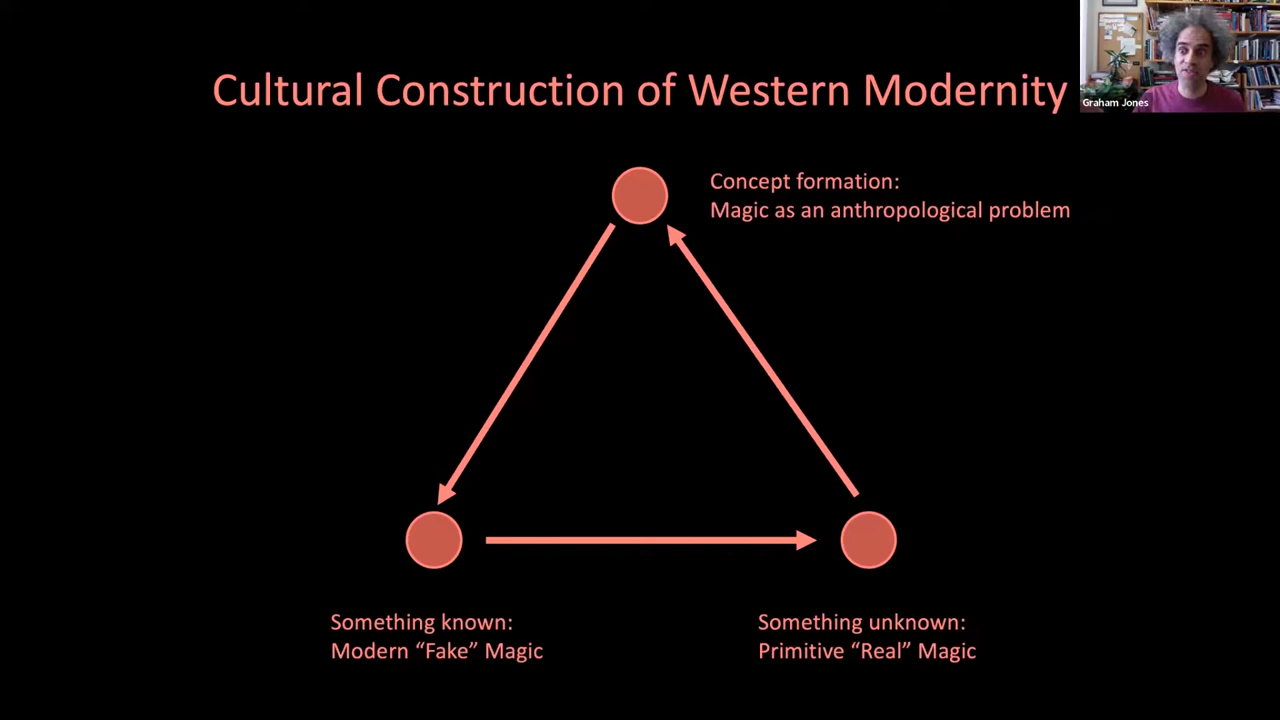 Cultural Construction of Western Modernity
Graham Jones
Concept formation:
Magic as an anthropological problem
Something known:
Modern “Fake” Magic
Something unknown:
Primitive “Real” Magic